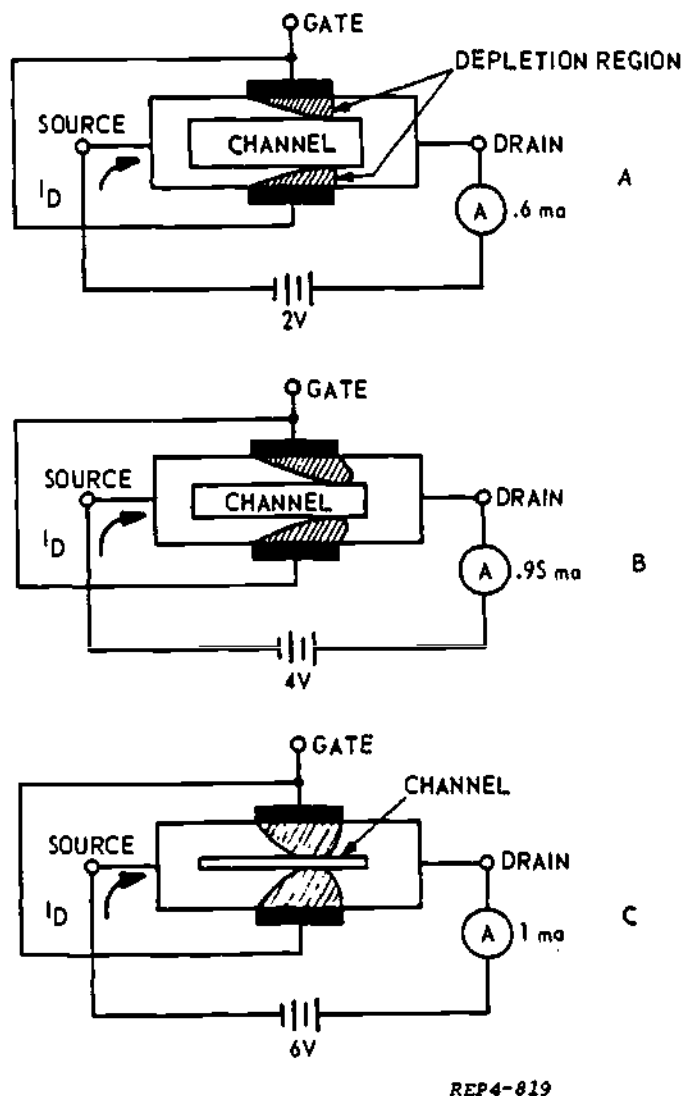 GATE
DEPLETION REGION
SOURCE
CHANNEL
DRAIN
A
I_D
A .6 ma
2V
GATE
SOURCE
CHANNEL
DRAIN
B
I_D
A .95 ma
4V
GATE
CHANNEL
SOURCE
DRAIN
C
I_D
A 1 ma
6V
REP4-819